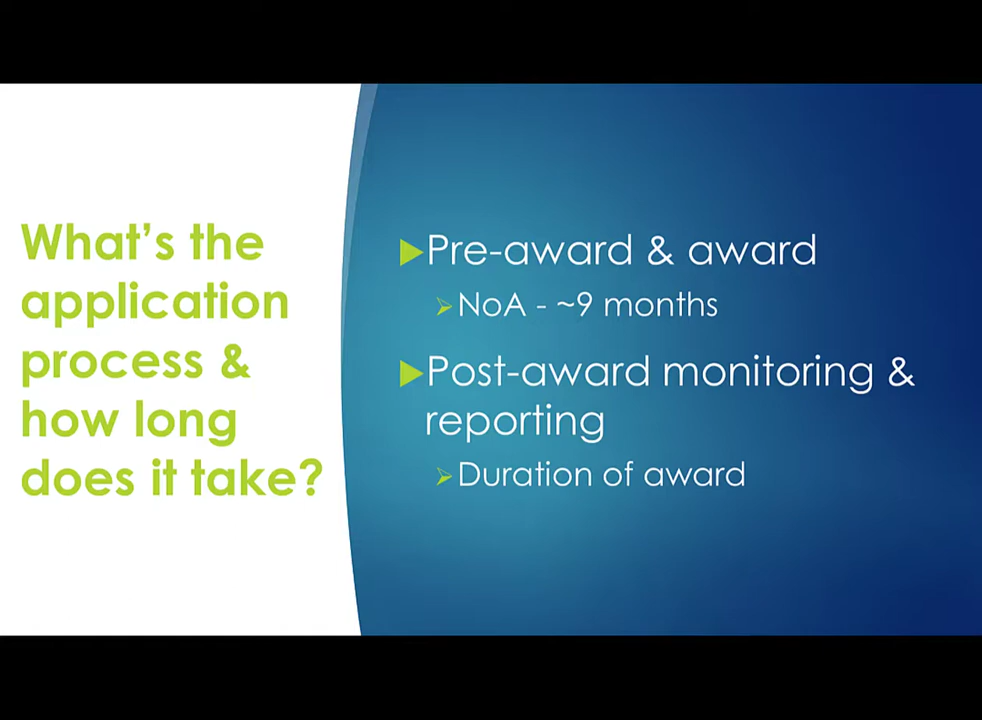 What's the
application
process &
how long
does it take?
Pre-award & award
NoA - ~9 months
Post-award monitoring &
reporting
Duration of award